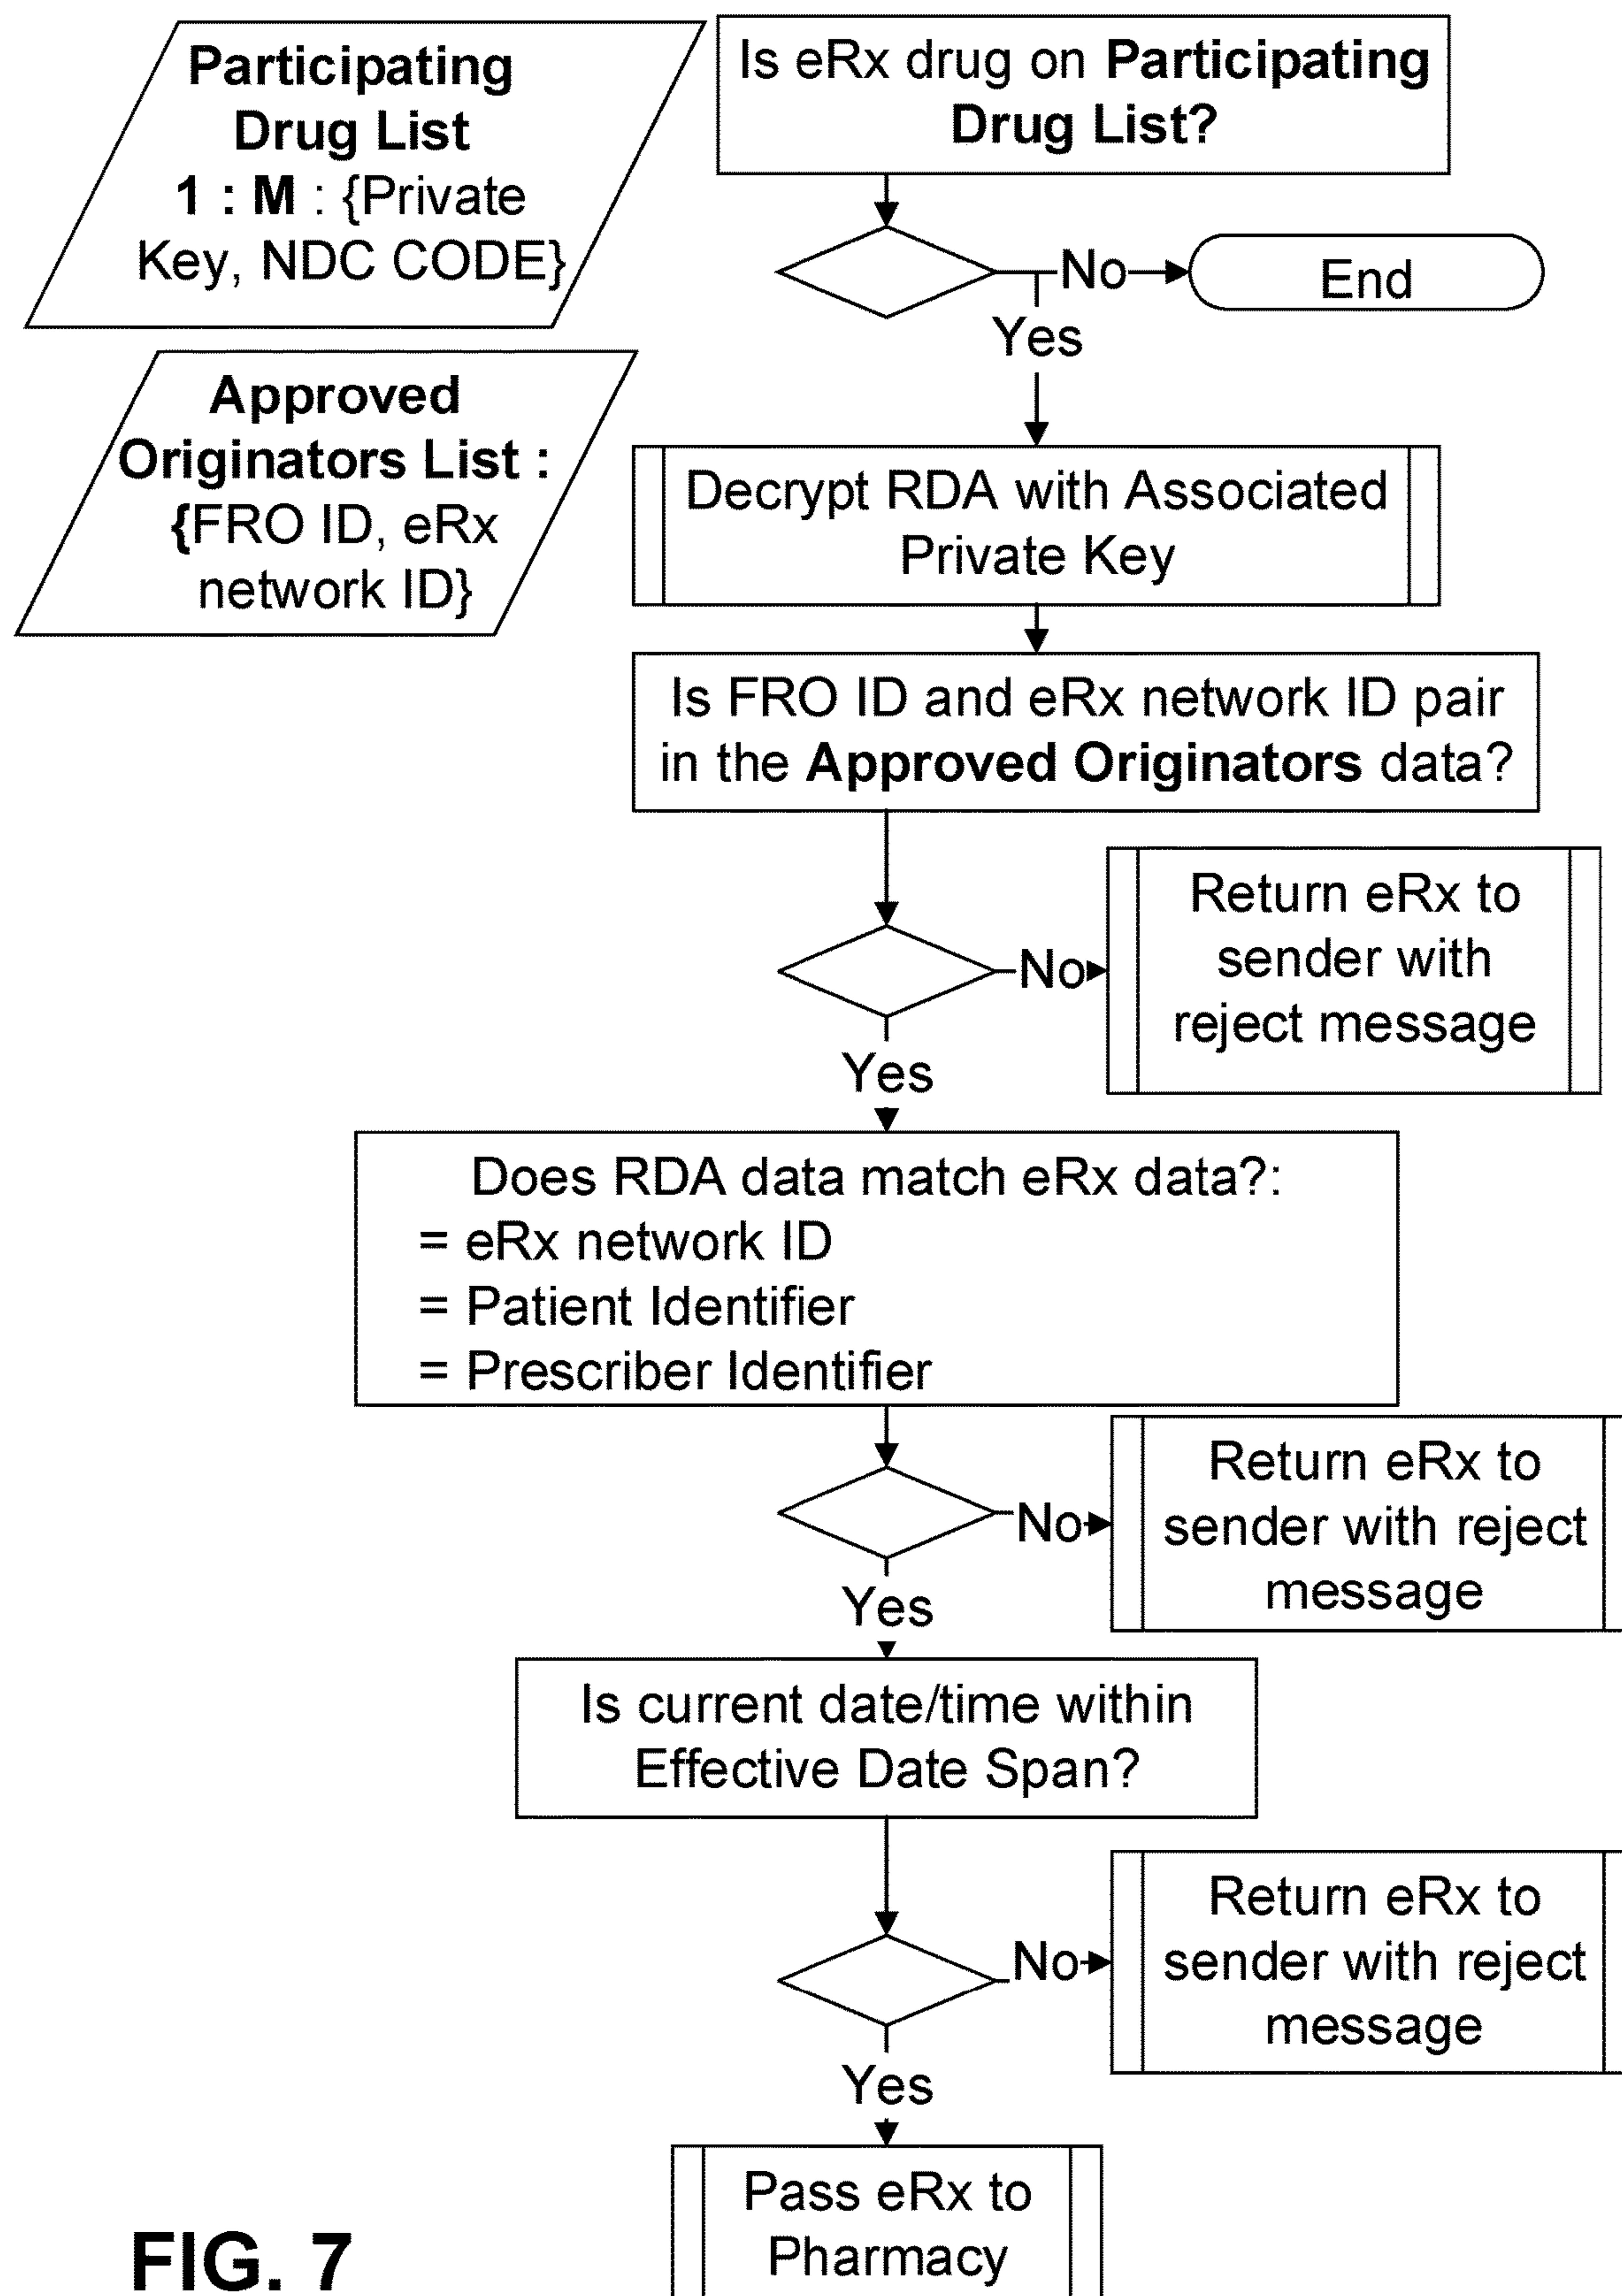 Participating
Drug List
1 : M : {Private
Key, NDC CODE}
Approved
Originators List :
{FRO ID, eRx
network ID}
Is eRx drug on Participating
Drug List?
No
End
Yes
Decrypt RDA with Associated
Private Key
Is FRO ID and eRx network ID pair
in the Approved Originators data?
No
Return eRx to
sender with
reject message
Yes
Does RDA data match eRx data?:
= eRx network ID
= Patient Identifier
= Prescriber Identifier
No
Return eRx to
sender with reject
message
Yes
Is current date/time within
Effective Date Span?
No
Return eRx to
sender with reject
message
Yes
Pass eRx to
Pharmacy
FIG. 7